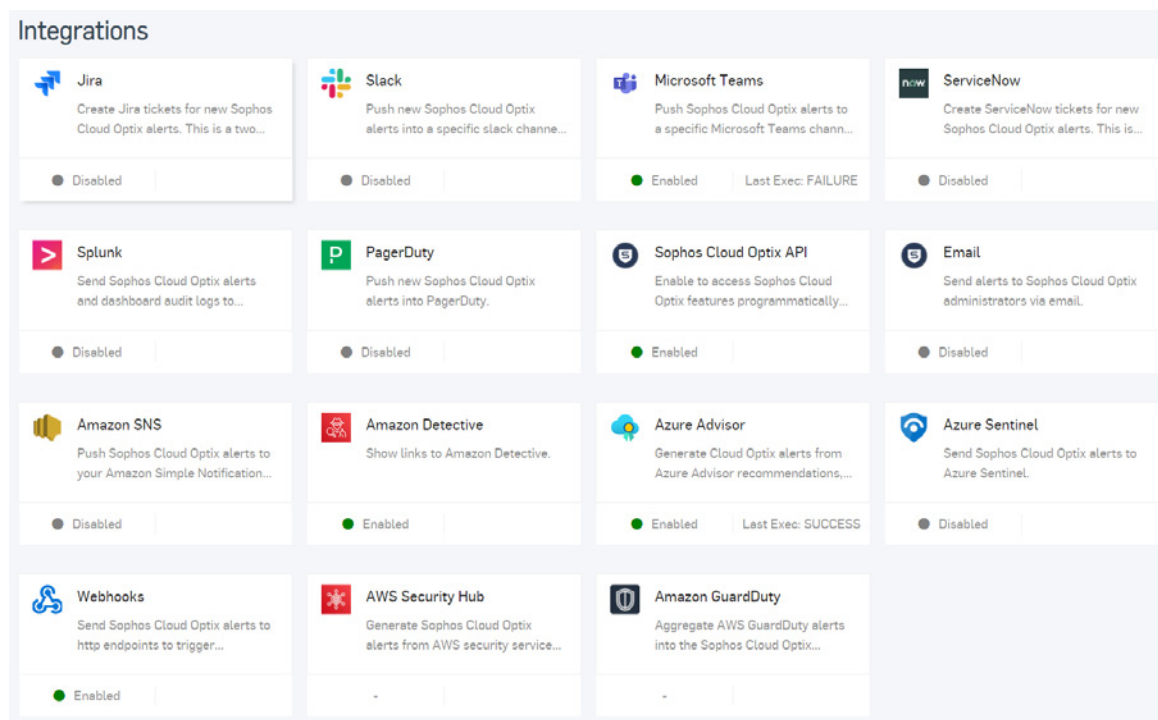 Integrations
Jira
Create Jira tickets for new Sophos
Cloud Optix alerts. This is a two...
Disabled
Slack
Push new Sophos Cloud Optix
alerts into a specific slack channe...
Disabled
Microsoft Teams
Push Sophos Cloud Optix alerts to
a specific Microsoft Teams chann...
Enabled Last Exec: FAILURE
now
ServiceNow
Create ServiceNow tickets for new
Sophos Cloud Optix alerts. This is...
Disabled
Splunk
Send Sophos Cloud Optix alerts
and dashboard audit logs to...
Disabled
PagerDuty
Push new Sophos Cloud Optix
alerts into PagerDuty.
Disabled
Sophos Cloud Optix API
Enable to access Sophos Cloud
Optix features programmatically...
Enabled
Email
Send alerts to Sophos Cloud Optix
administrators via email.
Disabled
Amazon SNS
Push Sophos Cloud Optix alerts to
your Amazon Simple Notification...
Disabled
Amazon Detective
Show links to Amazon Detective.
Enabled
Azure Advisor
Generate Cloud Optix alerts from
Azure Advisor recommendations,...
Enabled Last Exec: SUCCESS
Azure Sentinel
Send Sophos Cloud Optix alerts to
Azure Sentinel.
Disabled
Webhooks
Send Sophos Cloud Optix alerts to
http endpoints to trigger...
Enabled
AWS Security Hub
Generate Sophos Cloud Optix
alerts from AWS security service...
-
Amazon GuardDuty
Aggregate AWS GuardDuty alerts
into the Sophos Cloud Optix...
-